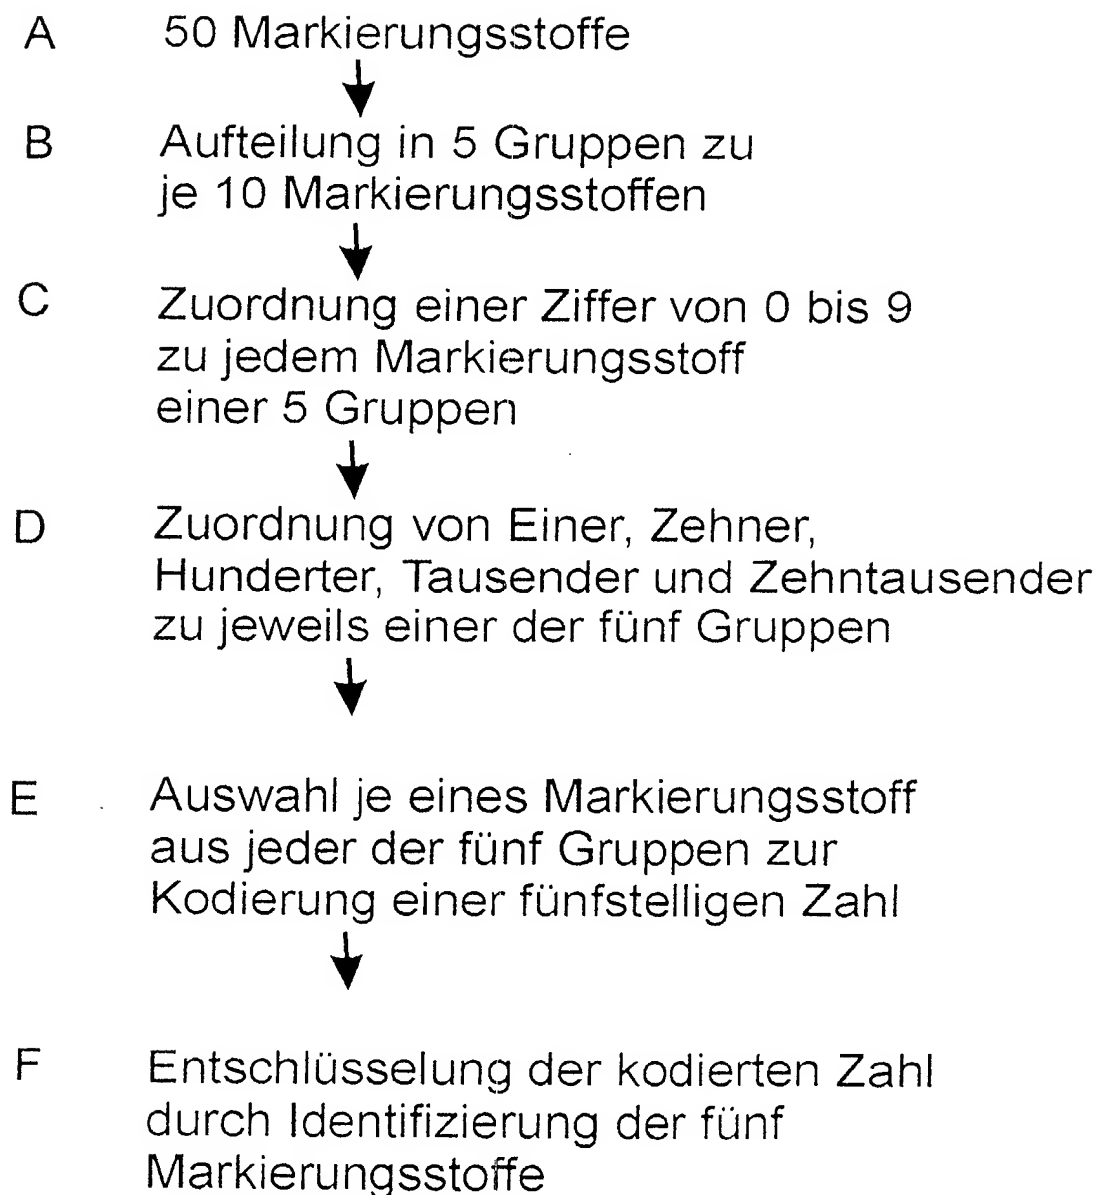 A 50 Markierungsstoffe
B Aufteilung in 5 Gruppen zu
je 10 Markierungsstoffen
C Zuordnung einer Ziffer von 0 bis 9
zu jedem Markierungsstoff
einer 5 Gruppen
D Zuordnung von Einer, Zehner,
Hunderter, Tausender und Zehntausender
zu jeweils einer der fünf Gruppen
E Auswahl je eines Markierungsstoff
aus jeder der fünf Gruppen zur
Kodierung einer fünfstelligen Zahl
F Entschlüsselung der kodierten Zahl
durch Identifizierung der fünf
Markierungsstoffe